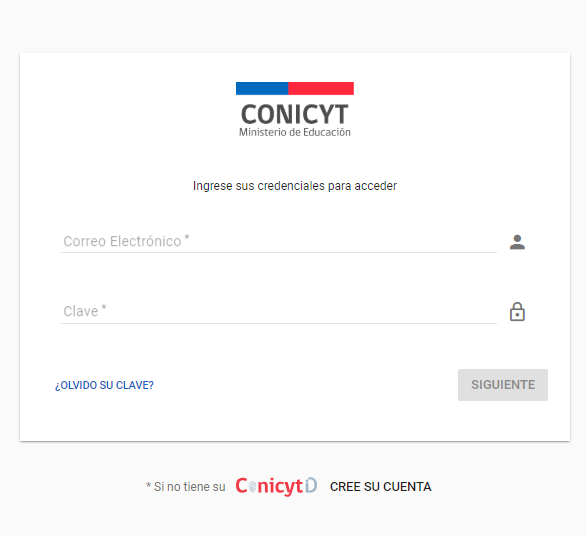 CONICYT
Ministerio de Educación
Ingrese sus credenciales para acceder
Correo Electrónico *
Clave *
¿OLVIDO SU CLAVE?
SIGUIENTE
* Si no tiene su ConicytID CREE SU CUENTA